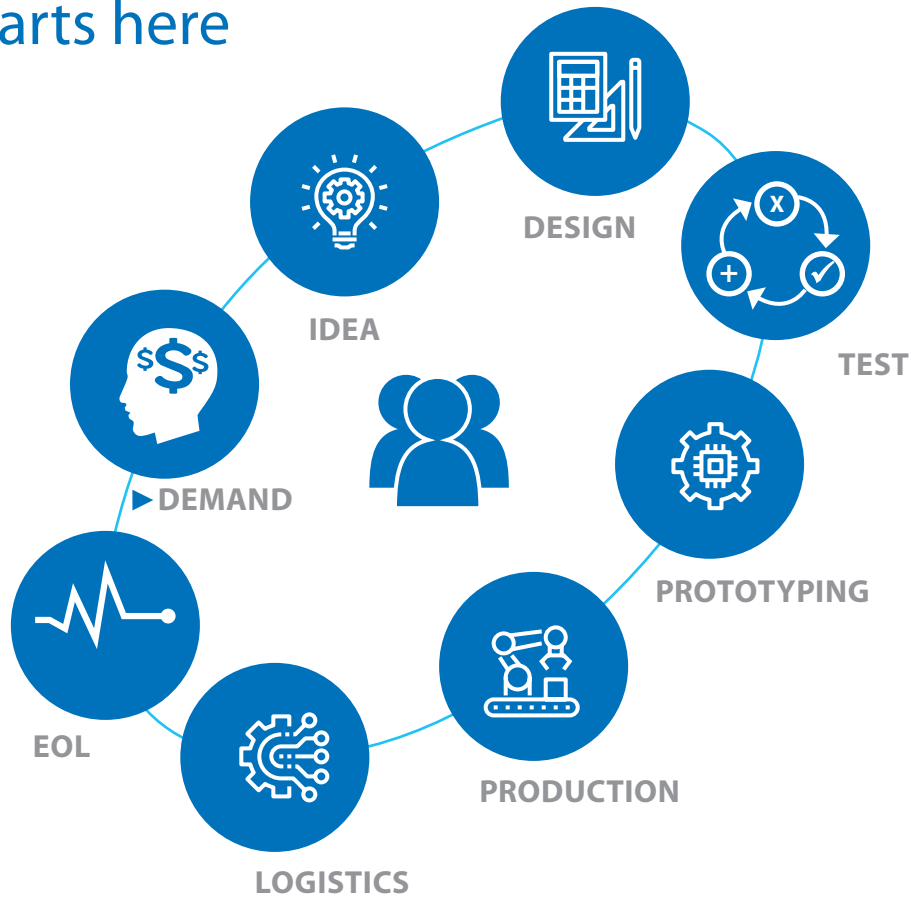 arts here
DESIGN
X
+
IDEA
TEST
$$$
DEMAND
PROTOTYPING
EOL
PRODUCTION
LOGISTICS